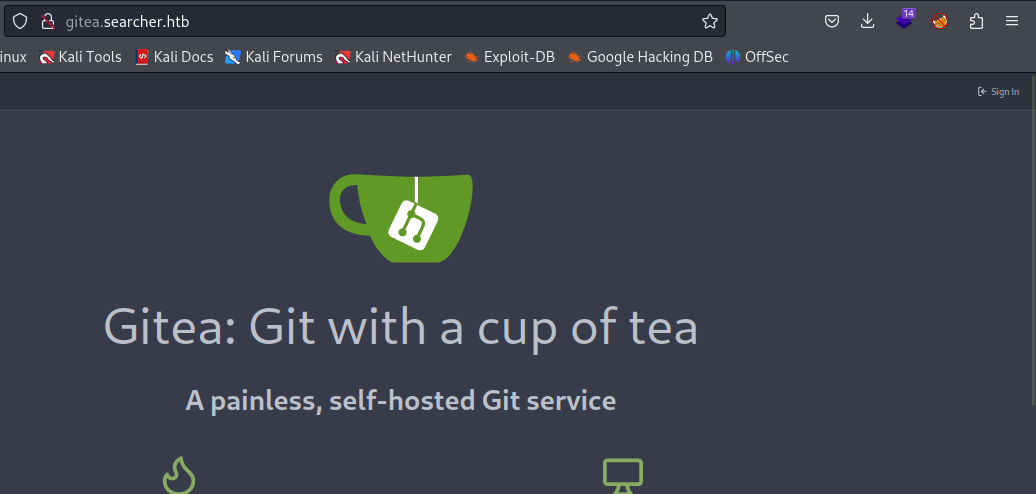 gitea.searcher.htb
14
inux Kali Tools Kali Docs Kali Forums Kali NetHunter Exploit-DB Google Hacking DB OffSec
Sign In
Gitea: Git with a cup of tea
A painless, self-hosted Git service